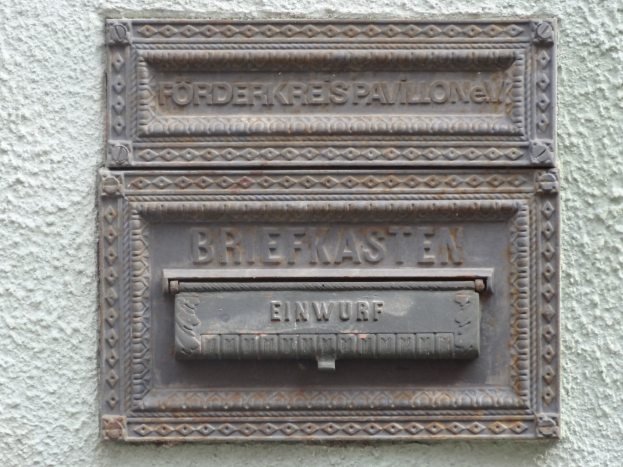 FÖRDERKREIS PAVILLON e.V.
BRIEFKASTEN
EINWURF